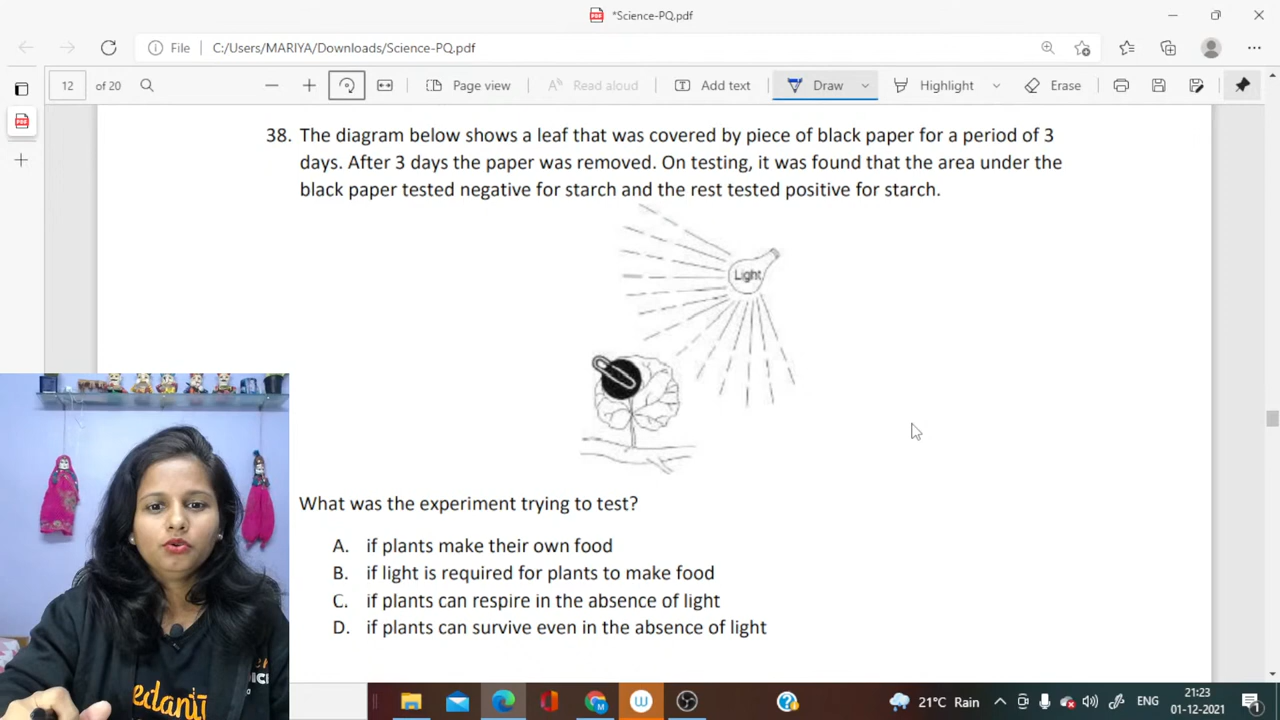 *Science-PQ.pdf
File C:/Users/MARIYA/Downloads/Science-PQ.pdf
12 of 20 Page view Read aloud Add text Draw Highlight Erase
38. The diagram below shows a leaf that was covered by piece of black paper for a period of 3
days. After 3 days the paper was removed. On testing, it was found that the area under the
black paper tested negative for starch and the rest tested positive for starch.
Light
What was the experiment trying to test?
A. if plants make their own food
B. if light is required for plants to make food
C. if plants can respire in the absence of light
D. if plants can survive even in the absence of light
21°C Rain ENG 21:23
01-12-2021